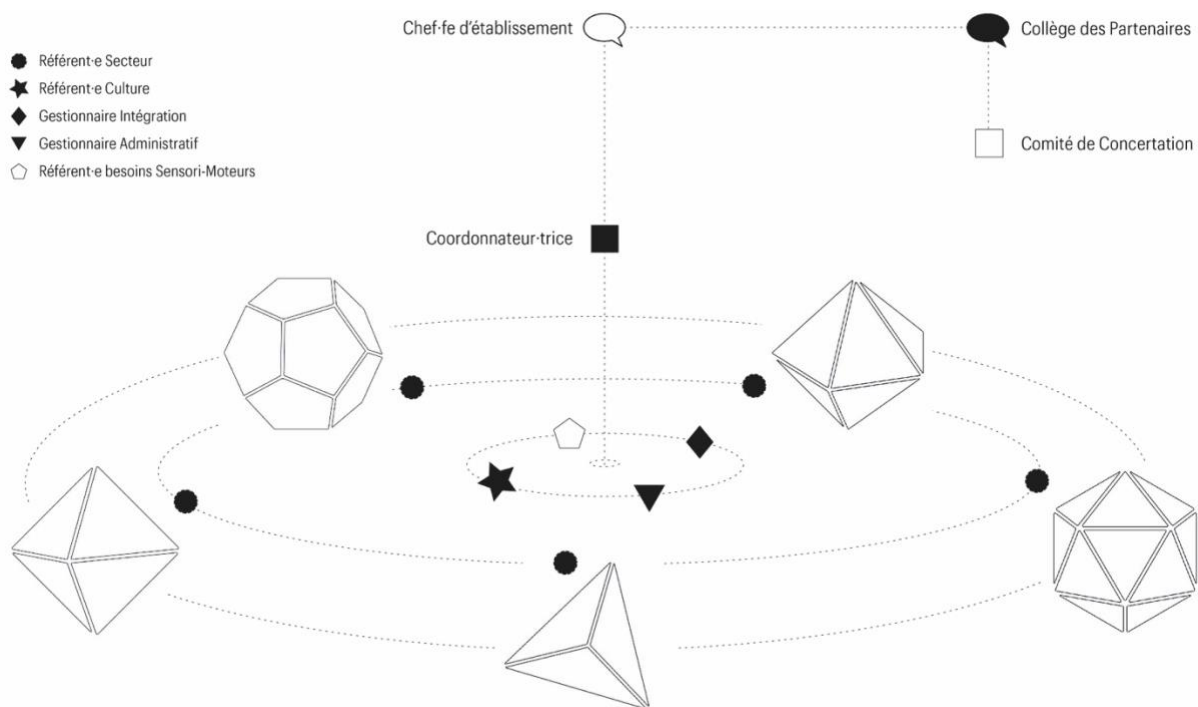 Chef·fe d'établissement
Collège des Partenaires
Référent·e Secteur
Référent·e Culture
Gestionnaire Intégration
Gestionnaire Administratif
Référent·e besoins Sensori-Moteurs
Comité de Concertation
Coordonnateur·trice